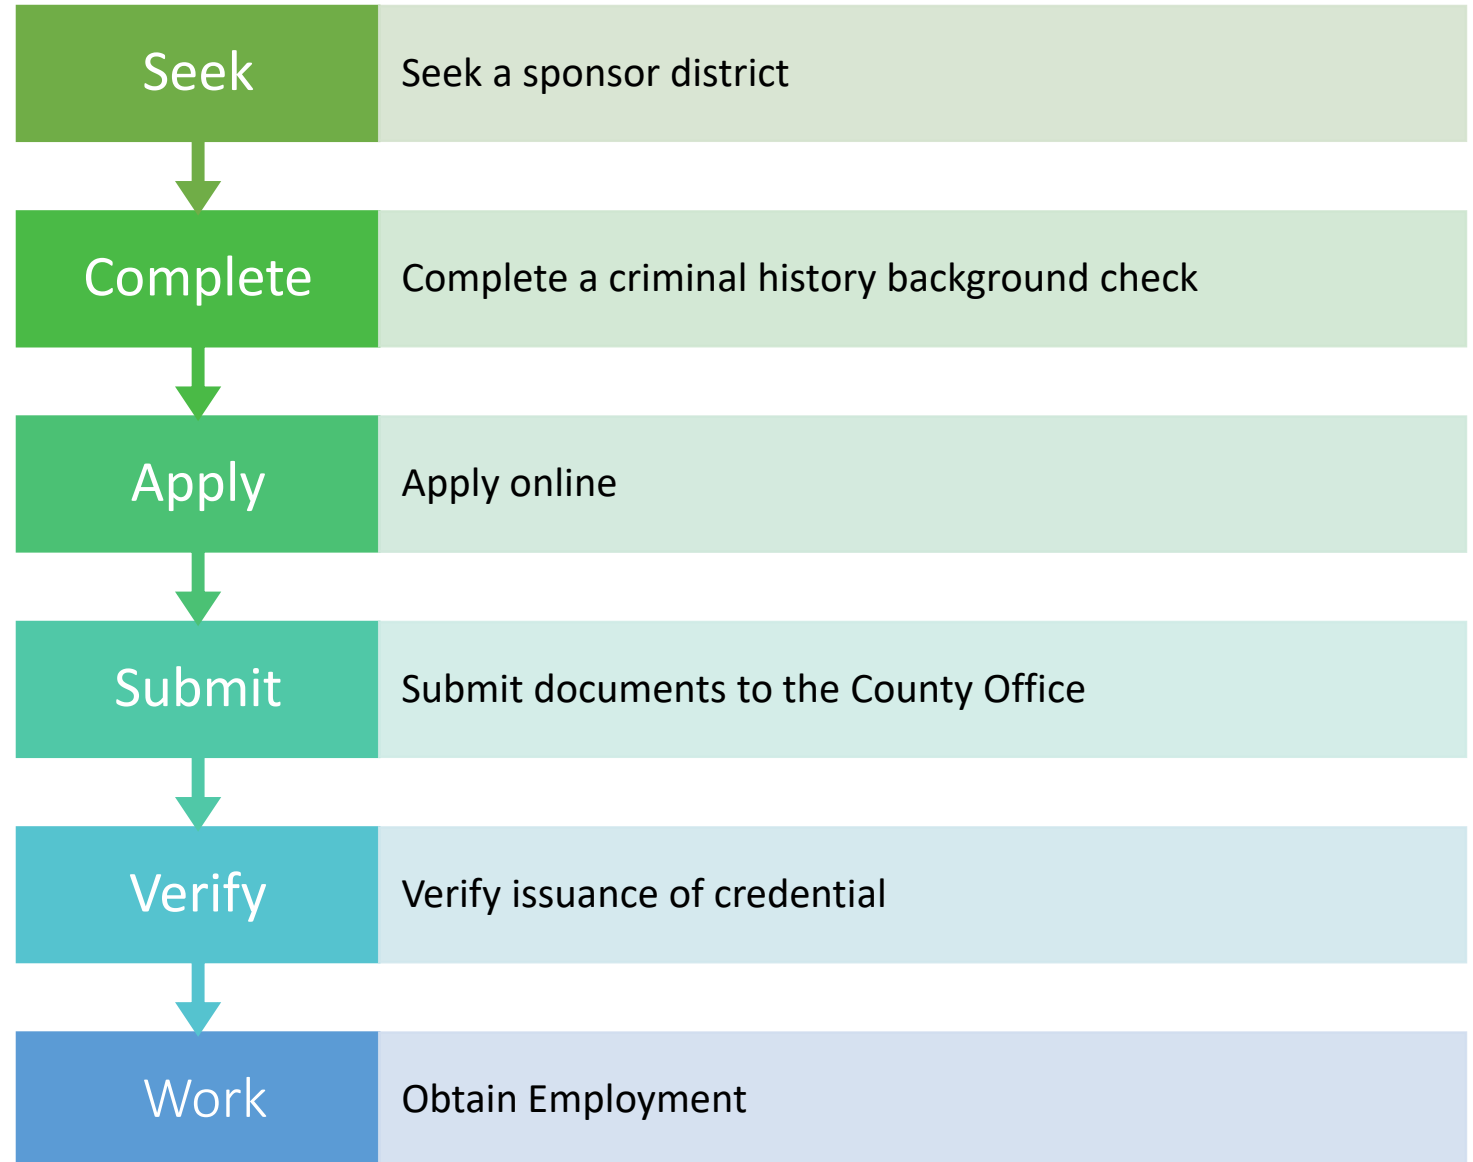 Seek
Seek a sponsor district
Complete
Complete a criminal history background check
Apply
Apply online
Submit
Submit documents to the County Office
Verify
Verify issuance of credential
Work
Obtain Employment